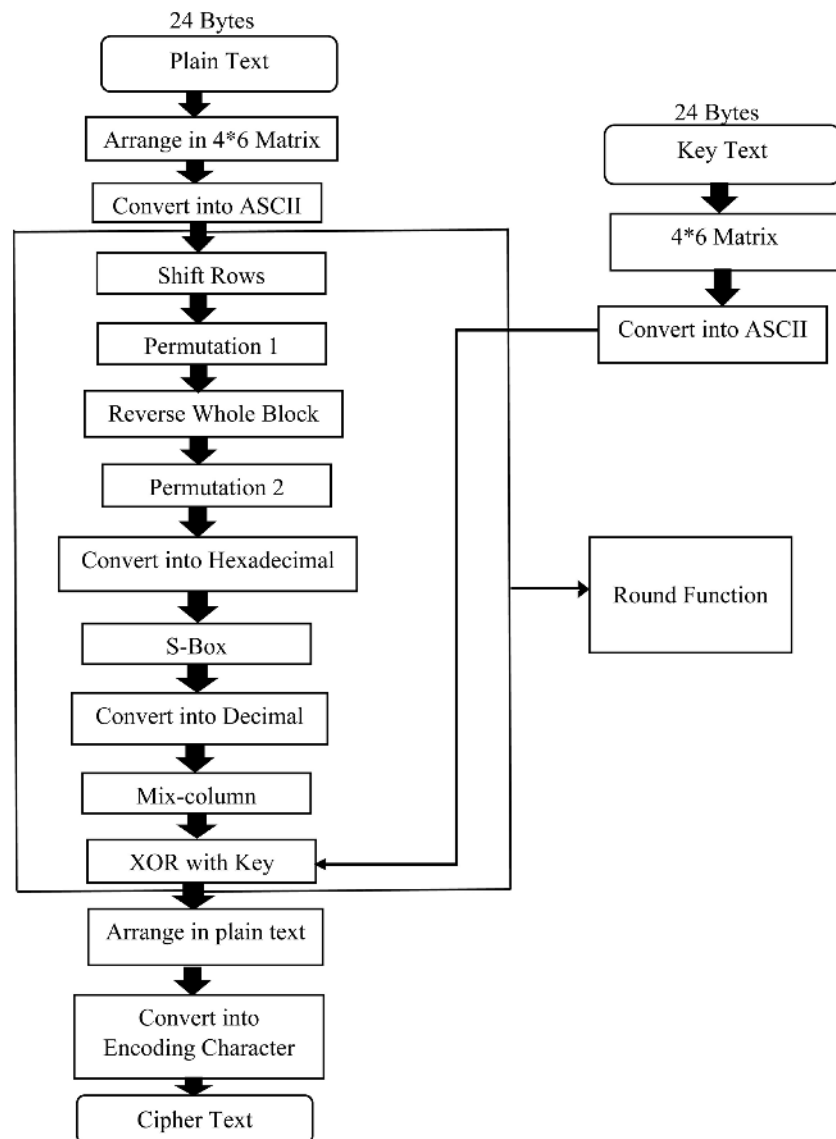 24 Bytes
Plain Text
Arrange in 4*6 Matrix
Convert into ASCII
Shift Rows
Permutation 1
Reverse Whole Block
Permutation 2
Convert into Hexadecimal
S-Box
Convert into Decimal
Mix-column
XOR with Key
Arrange in plain text
Convert into
Encoding Character
Cipher Text
24 Bytes
Key Text
4*6 Matrix
Convert into ASCII
Round Function